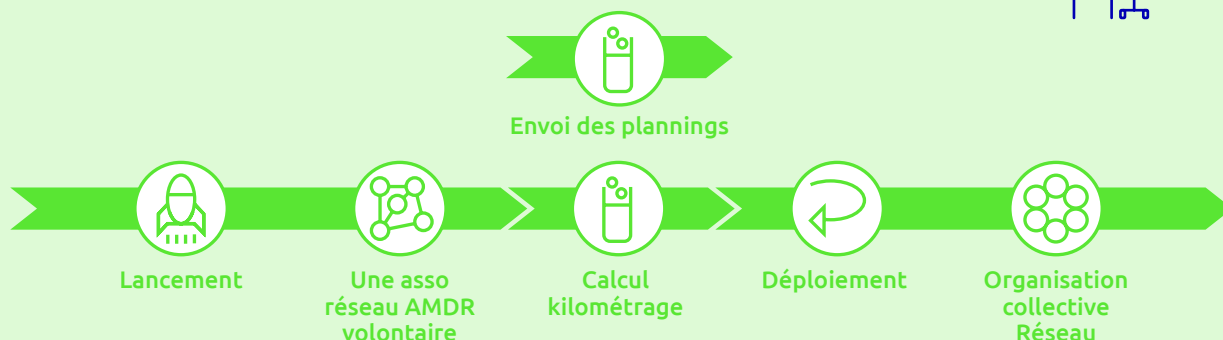 Envoi des plannings
Lancement
Une asso
réseau AMDR
volontaire
Calcul
kilométrage
Déploiement
Organisation
collective
Réseau